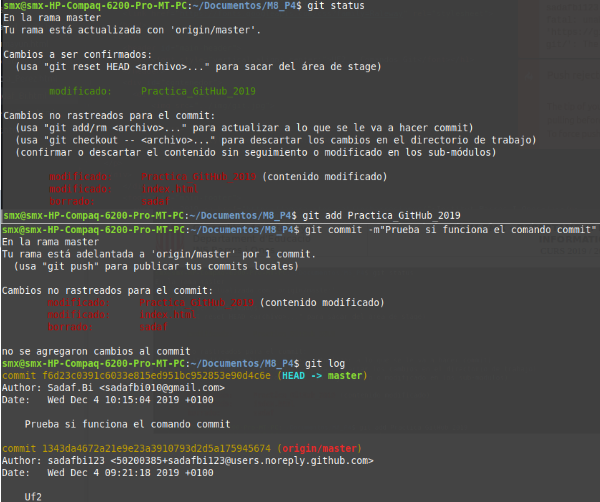 smx@smx-HP-Compaq-6200-Pro-MT-PC:~/Documentos/M8_P4$ git status
En la rama master
Tu rama está actualizada con 'origin/master'.
Cambios a ser confirmados:
(usa "git reset HEAD <archivo>..." para sacar del área de stage)
modificado: Practica_GitHub_2019
Cambios no rastreados para el commit:
(usa "git add/rm <archivo>..." para actualizar a lo que se le va a hacer commit)
(usa "git checkout -- <archivo>..." para descartar los cambios en el directorio de trabajo)
(confirmar o descartar el contenido sin seguimiento o modificado en los sub-módulos)
modificado: Practica_GitHub_2019 (contenido modificado)
modificado: index.html
borrado: sadaf
smx@smx-HP-Compaq-6200-Pro-MT-PC:~/Documentos/M8_P4$ git add Practica_GitHub_2019
smx@smx-HP-Compaq-6200-Pro-MT-PC:~/Documentos/M8_P4$ git commit -m"Prueba si funciona el comando commit"
En la rama master
Tu rama está adelantada a 'origin/master' por 1 commit.
(usa "git push" para publicar tus commits locales)
Cambios no rastreados para el commit:
modificado: Practica_GitHub_2019 (contenido modificado)
modificado: index.html
borrado: sadaf
no se agregaron cambios al commit
smx@smx-HP-Compaq-6200-Pro-MT-PC:~/Documentos/M8_P4$ git log
commit f6d23c0391c6033e815ed951bc952853e90d4c6e (HEAD -> master)
Author: Sadaf.Bi <sadafbi010@gmail.com>
Date: Wed Dec 4 10:15:04 2019 +0100
Prueba si funciona el comando commit
commit 1343da4672a21e9e23a3910793d2d5a175945674 (origin/master)
Author: sadafbi123 <50200385+sadafbi123@users.noreply.github.com>
Date: Wed Dec 4 09:21:18 2019 +0100
Uf2